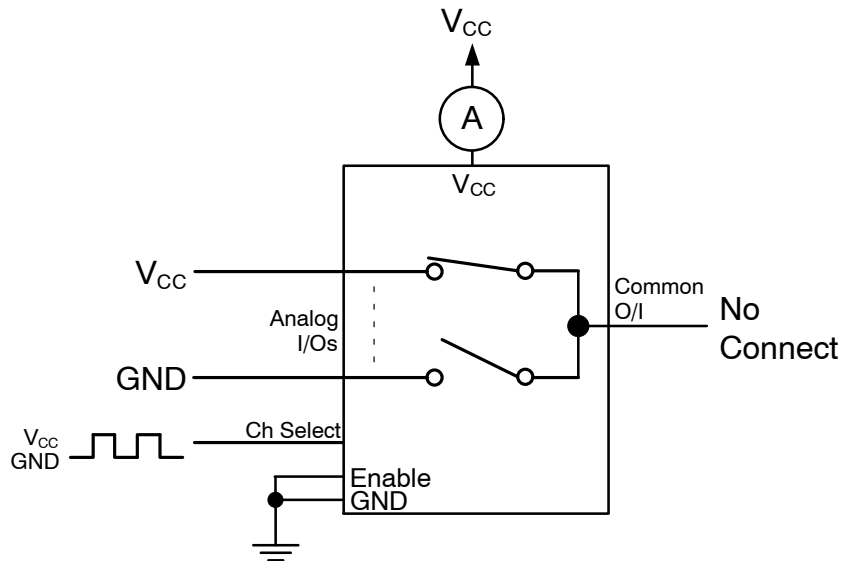 VCC
A
VCC
VCC
Common
O/I
No
Connect
Analog
I/Os
GND
Ch Select
VCC
GND
Enable
GND